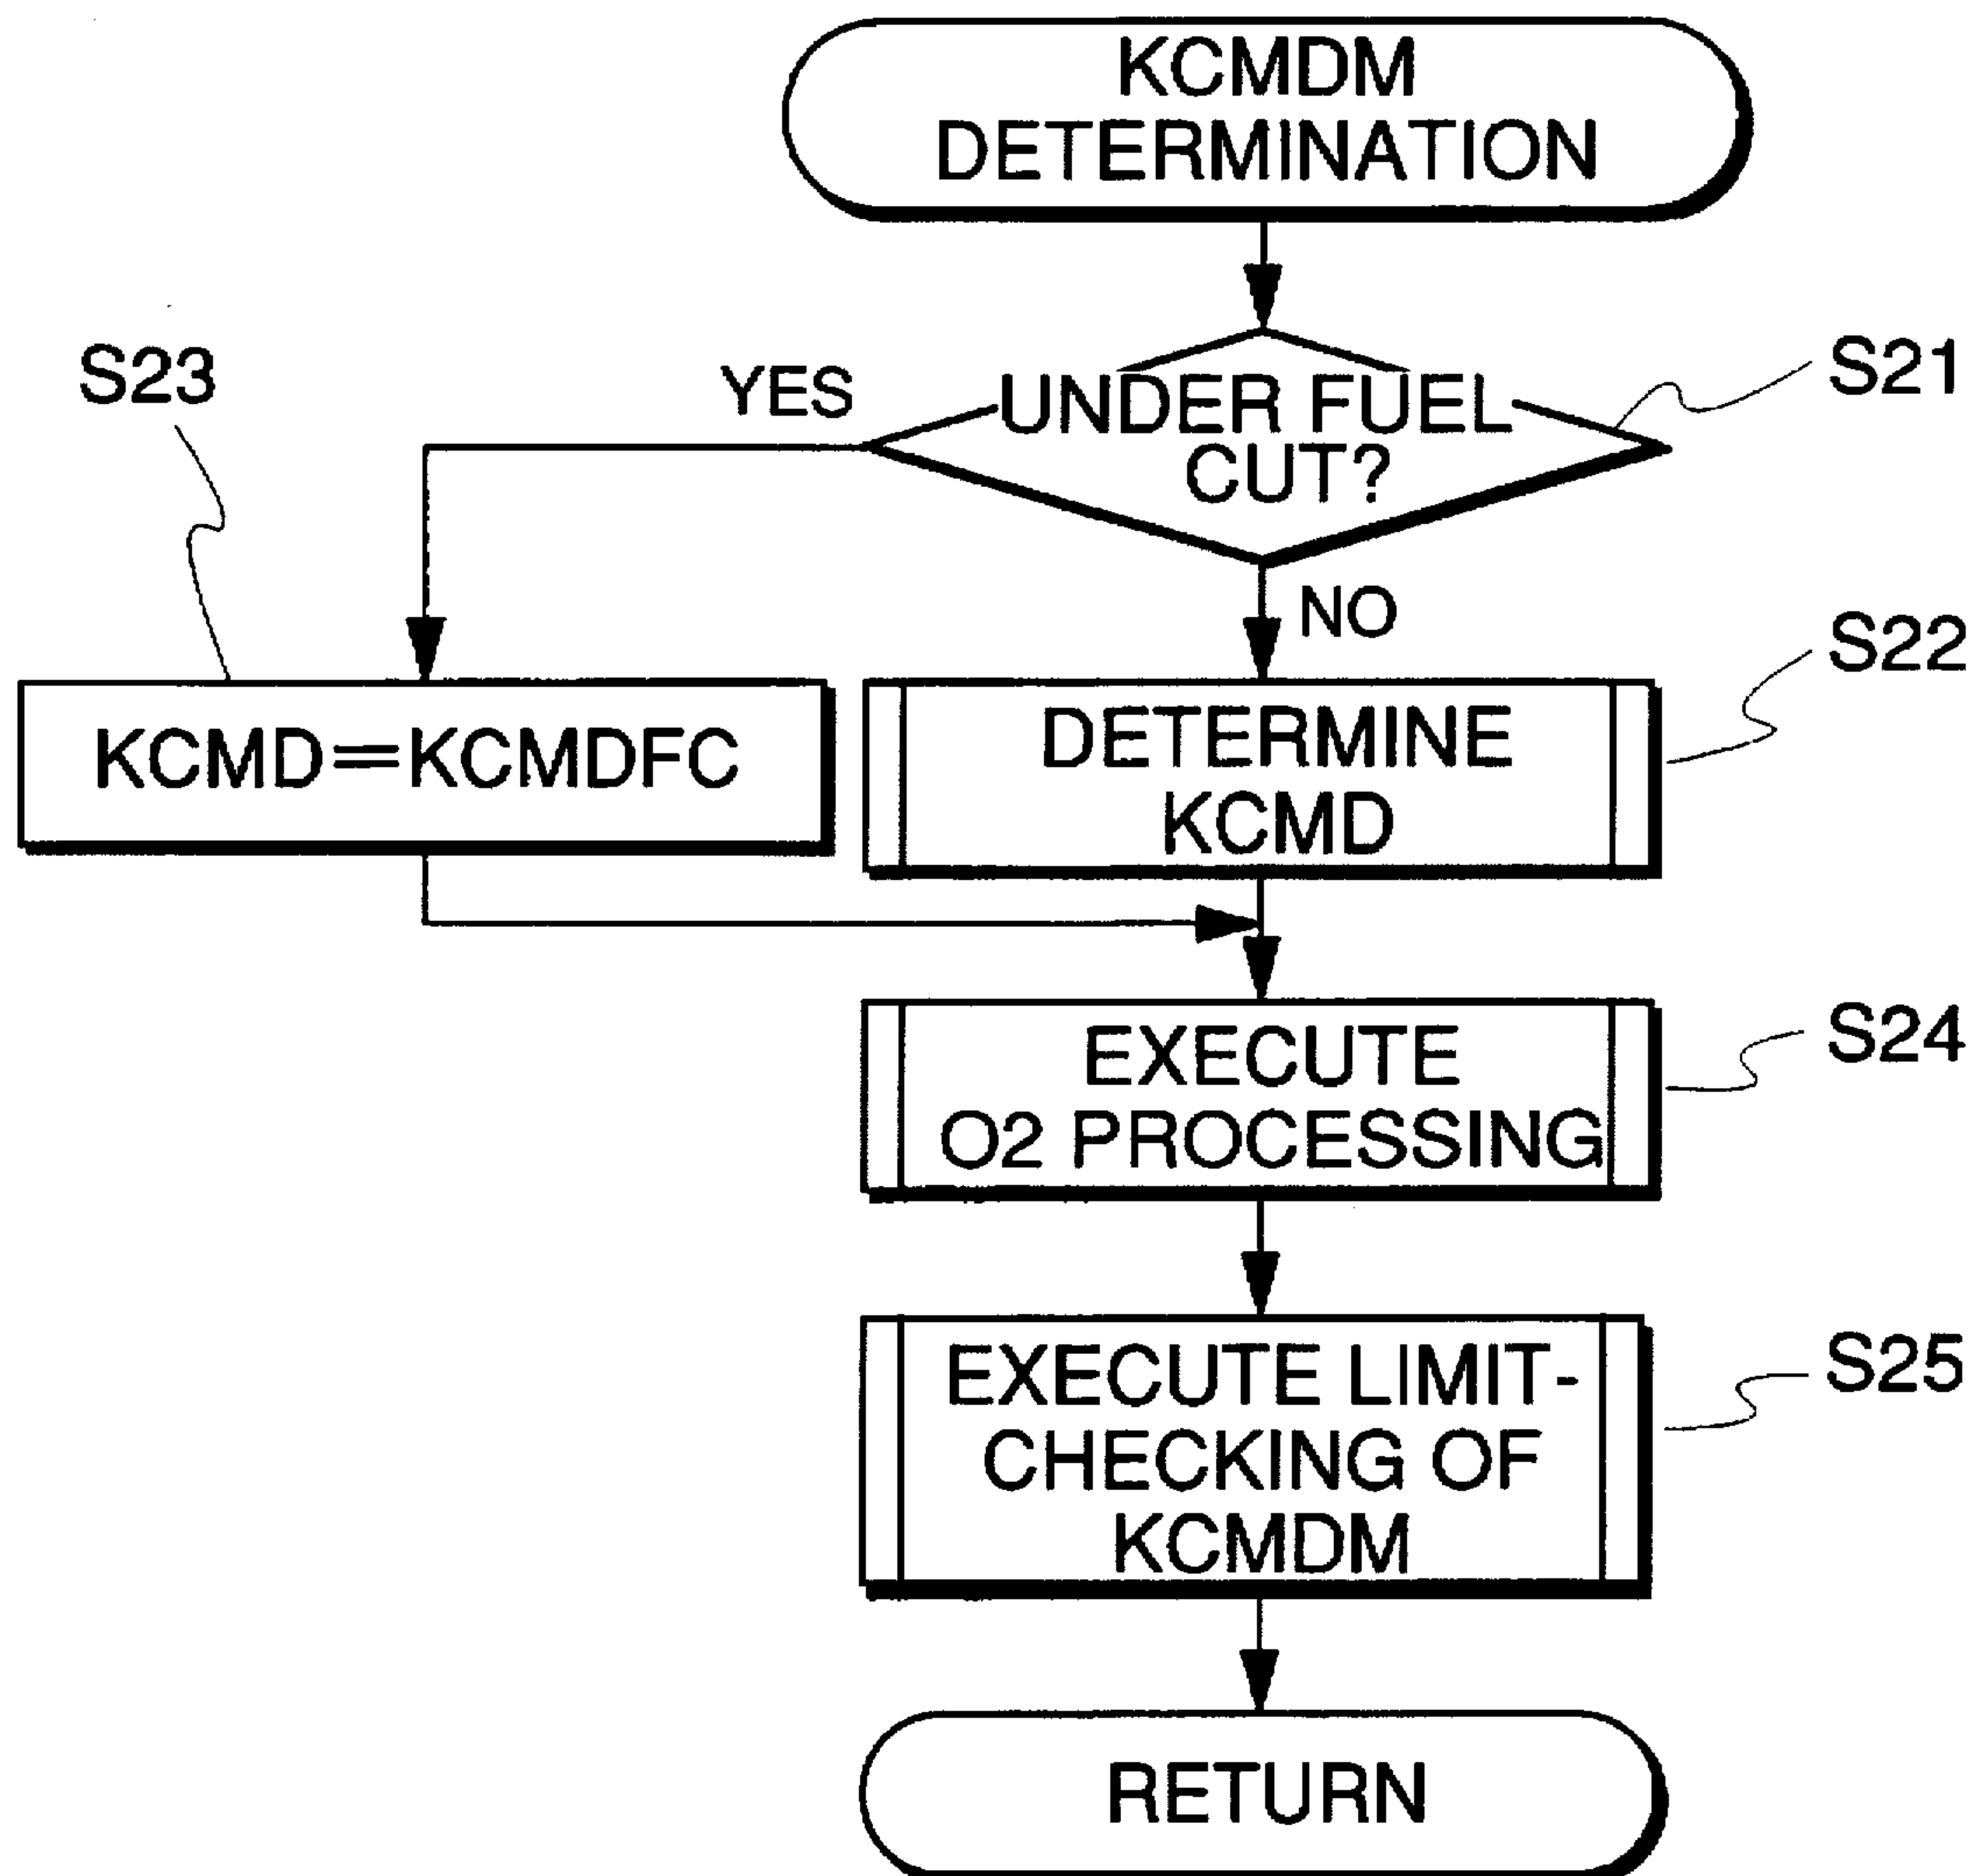 KCMDM
DETERMINATION
S21
YES
UNDER FUEL
CUT?
NO
S23
KCMD=KCMDFC
S22
DETERMINE
KCMD
S24
EXECUTE
O2 PROCESSING
S25
EXECUTE LIMIT-
CHECKING OF
KCMDM
RETURN